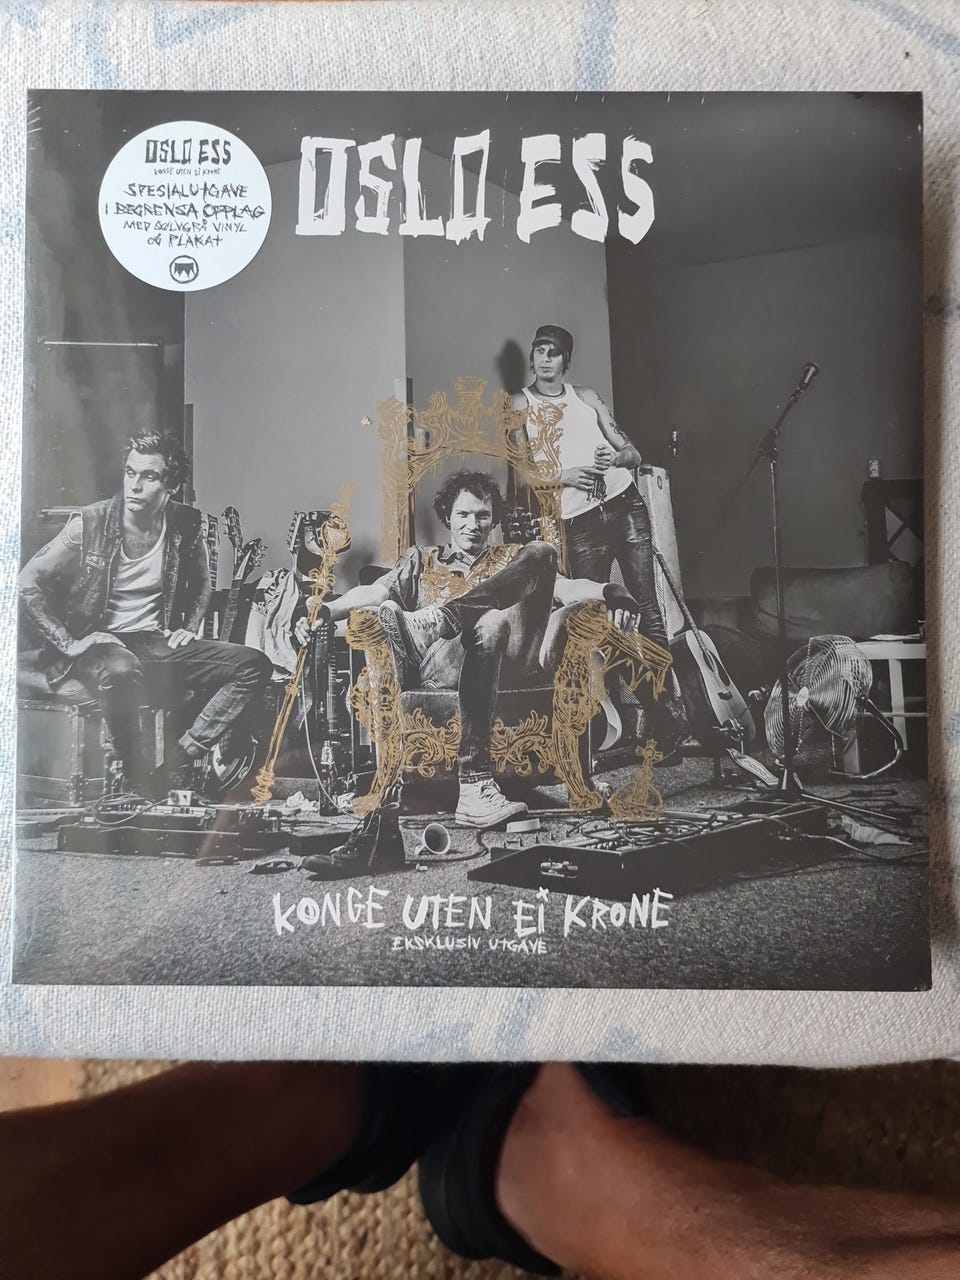 OSLO ESS
KONGE UTEN EI KRONE
SPESIALUTGAVE
I BEGRENSA OPPLAG
MED SØLVGRÅ VINYL
OG PLAKAT
OSLO ESS
KONGE UTEN EI KRONE
EKSKLUSIV UTGAVE